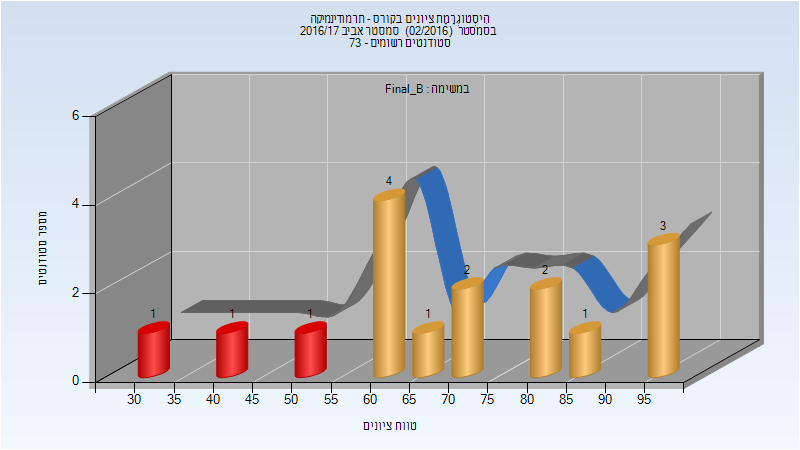 היסטוגרמת ציונים בקורס - תרמודינמיקה
בסמסטר (02/2016) סמסטר אביב 2016/17
סטודנטים רשומים - 73
במשימה : Final_B
מספר סטודנטים
6
4
2
0
4
3
2
2
1
1
1
1
1
30 35 40 45 50 55 60 65 70 75 80 85 90 95
טווח ציונים